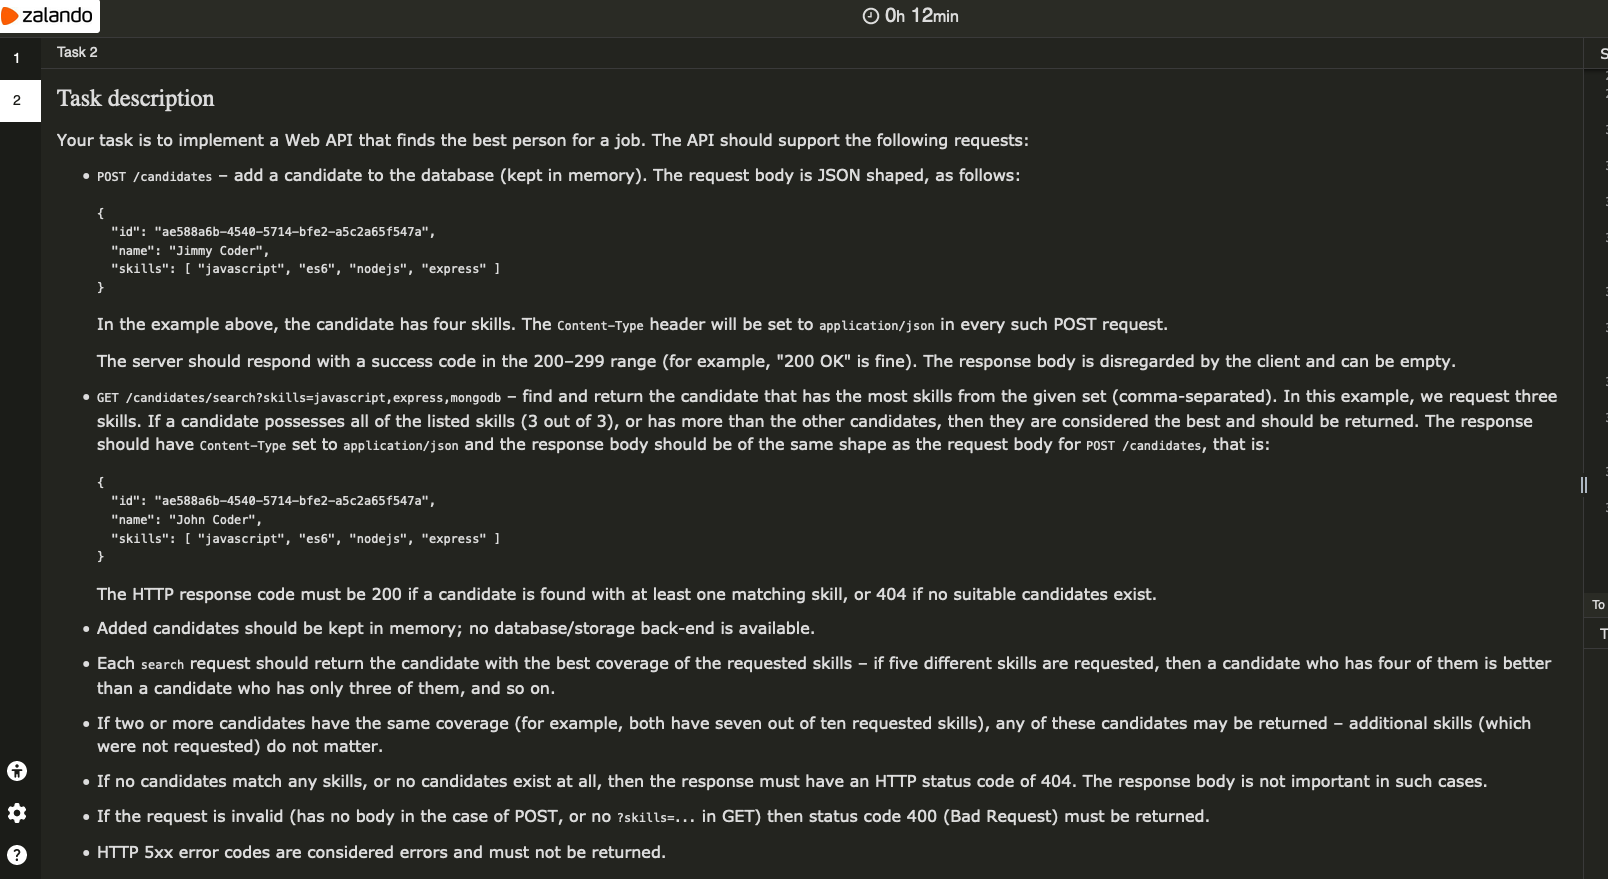 zalando
0h 12min
1
Task 2
S
2
Task description
Your task is to implement a Web API that finds the best person for a job. The API should support the following requests:
• POST /candidates – add a candidate to the database (kept in memory). The request body is JSON shaped, as follows:
{
"id": "ae588a6b-4540-5714-bfe2-a5c2a65f547a",
"name": "Jimmy Coder",
"skills": [ "javascript", "es6", "nodejs", "express" ]
}
In the example above, the candidate has four skills. The Content-Type header will be set to application/json in every such POST request.
The server should respond with a success code in the 200–299 range (for example, "200 OK" is fine). The response body is disregarded by the client and can be empty.
• GET /candidates/search?skills=javascript,express,mongodb – find and return the candidate that has the most skills from the given set (comma-separated). In this example, we request three
skills. If a candidate possesses all of the listed skills (3 out of 3), or has more than the other candidates, then they are considered the best and should be returned. The response
should have Content-Type set to application/json and the response body should be of the same shape as the request body for POST /candidates, that is:
{
"id": "ae588a6b-4540-5714-bfe2-a5c2a65f547a",
"name": "John Coder",
"skills": [ "javascript", "es6", "nodejs", "express" ]
}
The HTTP response code must be 200 if a candidate is found with at least one matching skill, or 404 if no suitable candidates exist.
To
• Added candidates should be kept in memory; no database/storage back-end is available.
T
• Each search request should return the candidate with the best coverage of the requested skills – if five different skills are requested, then a candidate who has four of them is better
than a candidate who has only three of them, and so on.
• If two or more candidates have the same coverage (for example, both have seven out of ten requested skills), any of these candidates may be returned – additional skills (which
were not requested) do not matter.
• If no candidates match any skills, or no candidates exist at all, then the response must have an HTTP status code of 404. The response body is not important in such cases.
• If the request is invalid (has no body in the case of POST, or no ?skills=... in GET) then status code 400 (Bad Request) must be returned.
• HTTP 5xx error codes are considered errors and must not be returned.